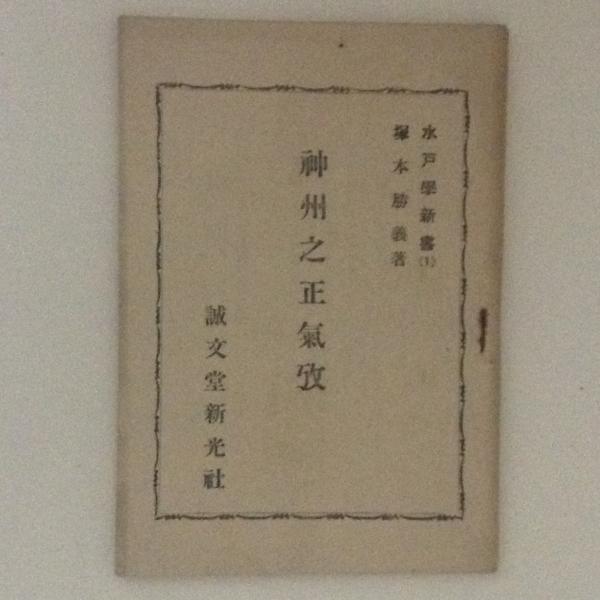 水戸學新書(1)
塚本勝義著
神州之正氣攷
誠文堂新光社